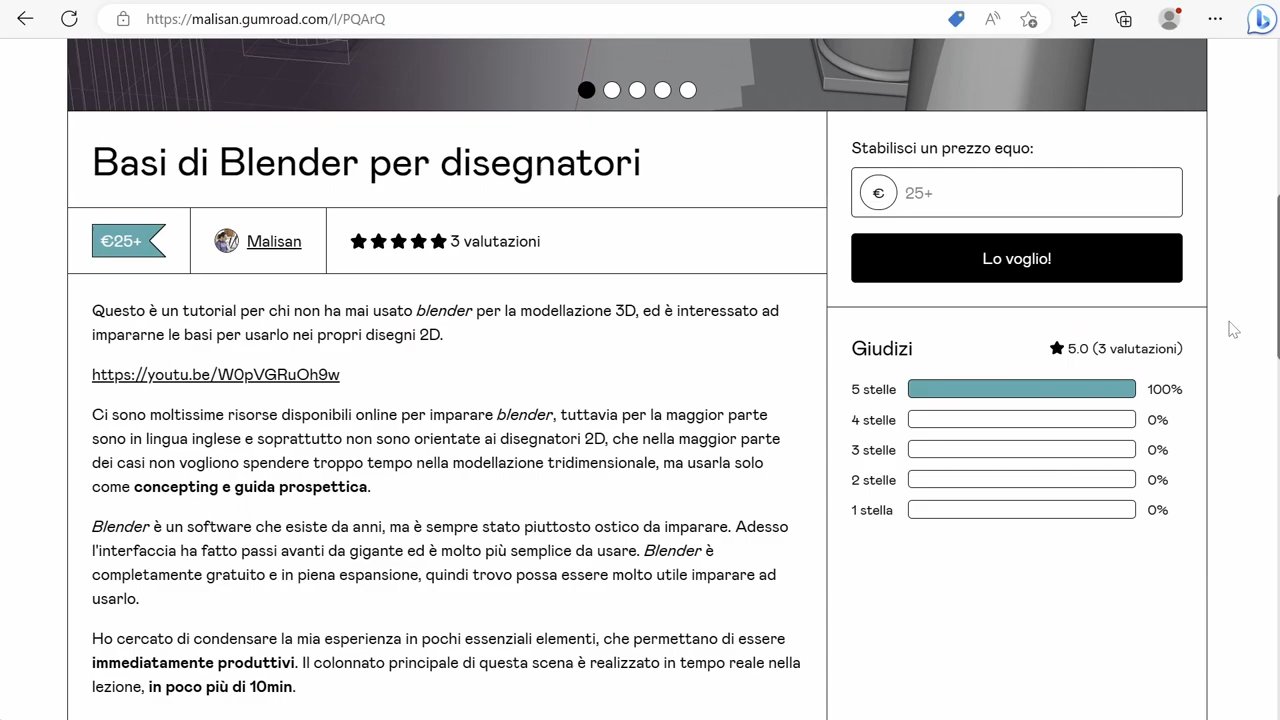 https://malisan.gumroad.com/l/PQArQ
Basi di Blender per disegnatori
€25+
Malisan
3 valutazioni
Questo è un tutorial per chi non ha mai usato blender per la modellazione 3D, ed è interessato ad
impararne le basi per usarlo nei propri disegni 2D.
https://youtu.be/W0pVGRuOh9w
Ci sono moltissime risorse disponibili online per imparare blender, tuttavia per la maggior parte
sono in lingua inglese e soprattutto non sono orientate ai disegnatori 2D, che nella maggior parte
dei casi non vogliono spendere troppo tempo nella modellazione tridimensionale, ma usarla solo
come concepting e guida prospettica.
Blender è un software che esiste da anni, ma è sempre stato piuttosto ostico da imparare. Adesso
l'interfaccia ha fatto passi avanti da gigante ed è molto più semplice da usare. Blender è
completamente gratuito e in piena espansione, quindi trovo possa essere molto utile imparare ad
usarlo.
Ho cercato di condensare la mia esperienza in pochi essenziali elementi, che permettano di essere
immediatamente produttivi. Il colonnato principale di questa scena è realizzato in tempo reale nella
lezione, in poco più di 10min.
Stabilisci un prezzo equo:
€ 25+
Lo voglio!
Giudizi
5.0 (3 valutazioni)
5 stelle 100%
4 stelle 0%
3 stelle 0%
2 stelle 0%
1 stella 0%